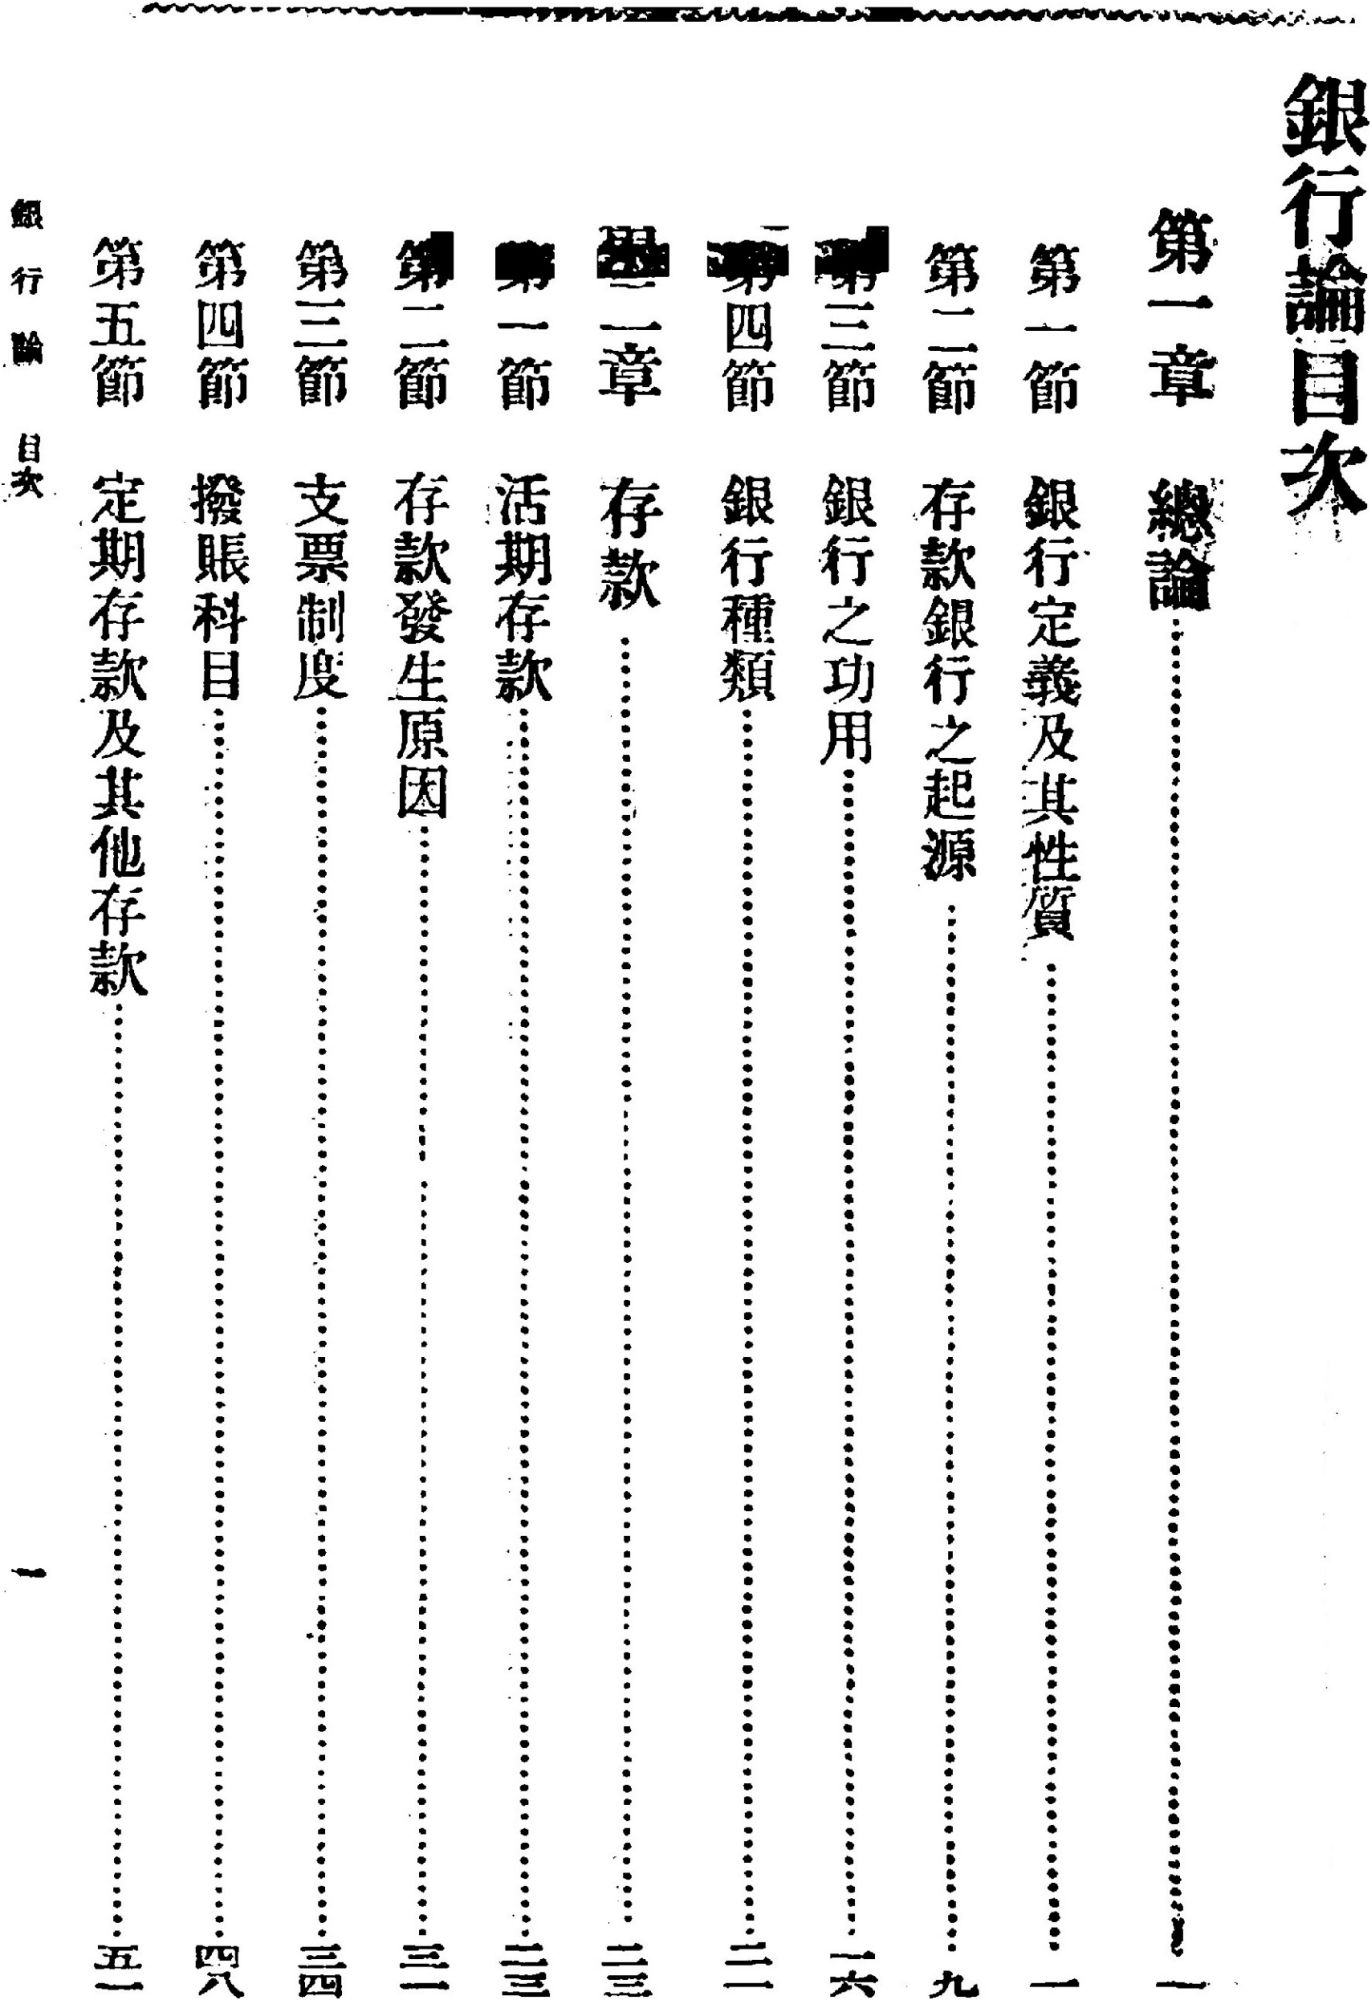 銀行論目次
第一章 總論 一
第一節 銀行定義及其性質 一
第二節 存款銀行之起源 九
第三節 銀行之功用 一六
第四節 銀行種類 二一
二章 存款 二三
第一節 活期存款 二三
第二節 存款發生原因 三一
第三節 支票制度 三四
第四節 撥賬科目 四八
第五節 定期存款及其他存款 五一
銀行論 目次 一